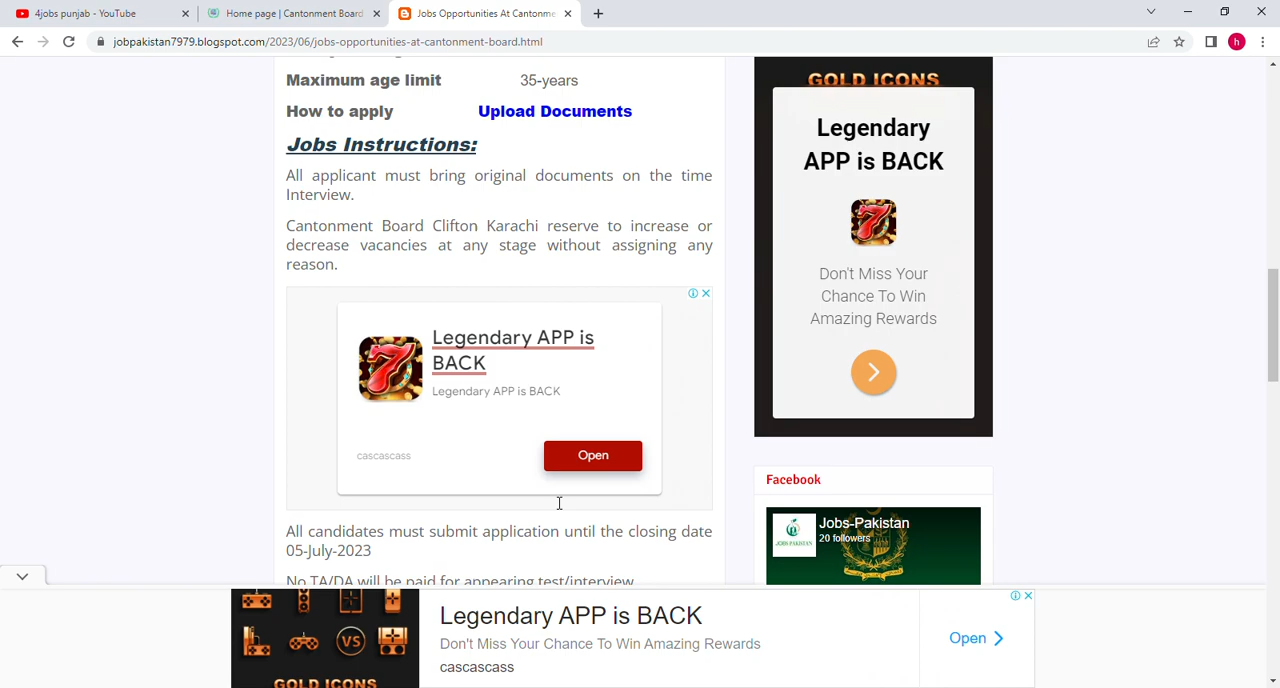 4jobs punjab - YouTube
Home page | Cantonment Board
Jobs Opportunities At Cantonme
h
jobpakistan7979.blogspot.com/2023/06/jobs-opportunities-at-cantonment-board.html
Maximum age limit 35-years
How to apply Upload Documents
Jobs Instructions:
All applicant must bring original documents on the time
Interview.
Cantonment Board Clifton Karachi reserve to increase or
decrease vacancies at any stage without assigning any
reason.
Legendary APP is
BACK
Legendary APP is BACK
cascascass
Open
All candidates must submit application until the closing date
05-July-2023
No TA/DA will be paid for appearing test/interview
GOLD ICONS
Legendary
APP is BACK
Don't Miss Your
Chance To Win
Amazing Rewards
Facebook
Jobs-Pakistan
20 followers
JOBS-PAKISTAN
VS
GOLD ICONS
Legendary APP is BACK
Don't Miss Your Chance To Win Amazing Rewards
cascascass
Open